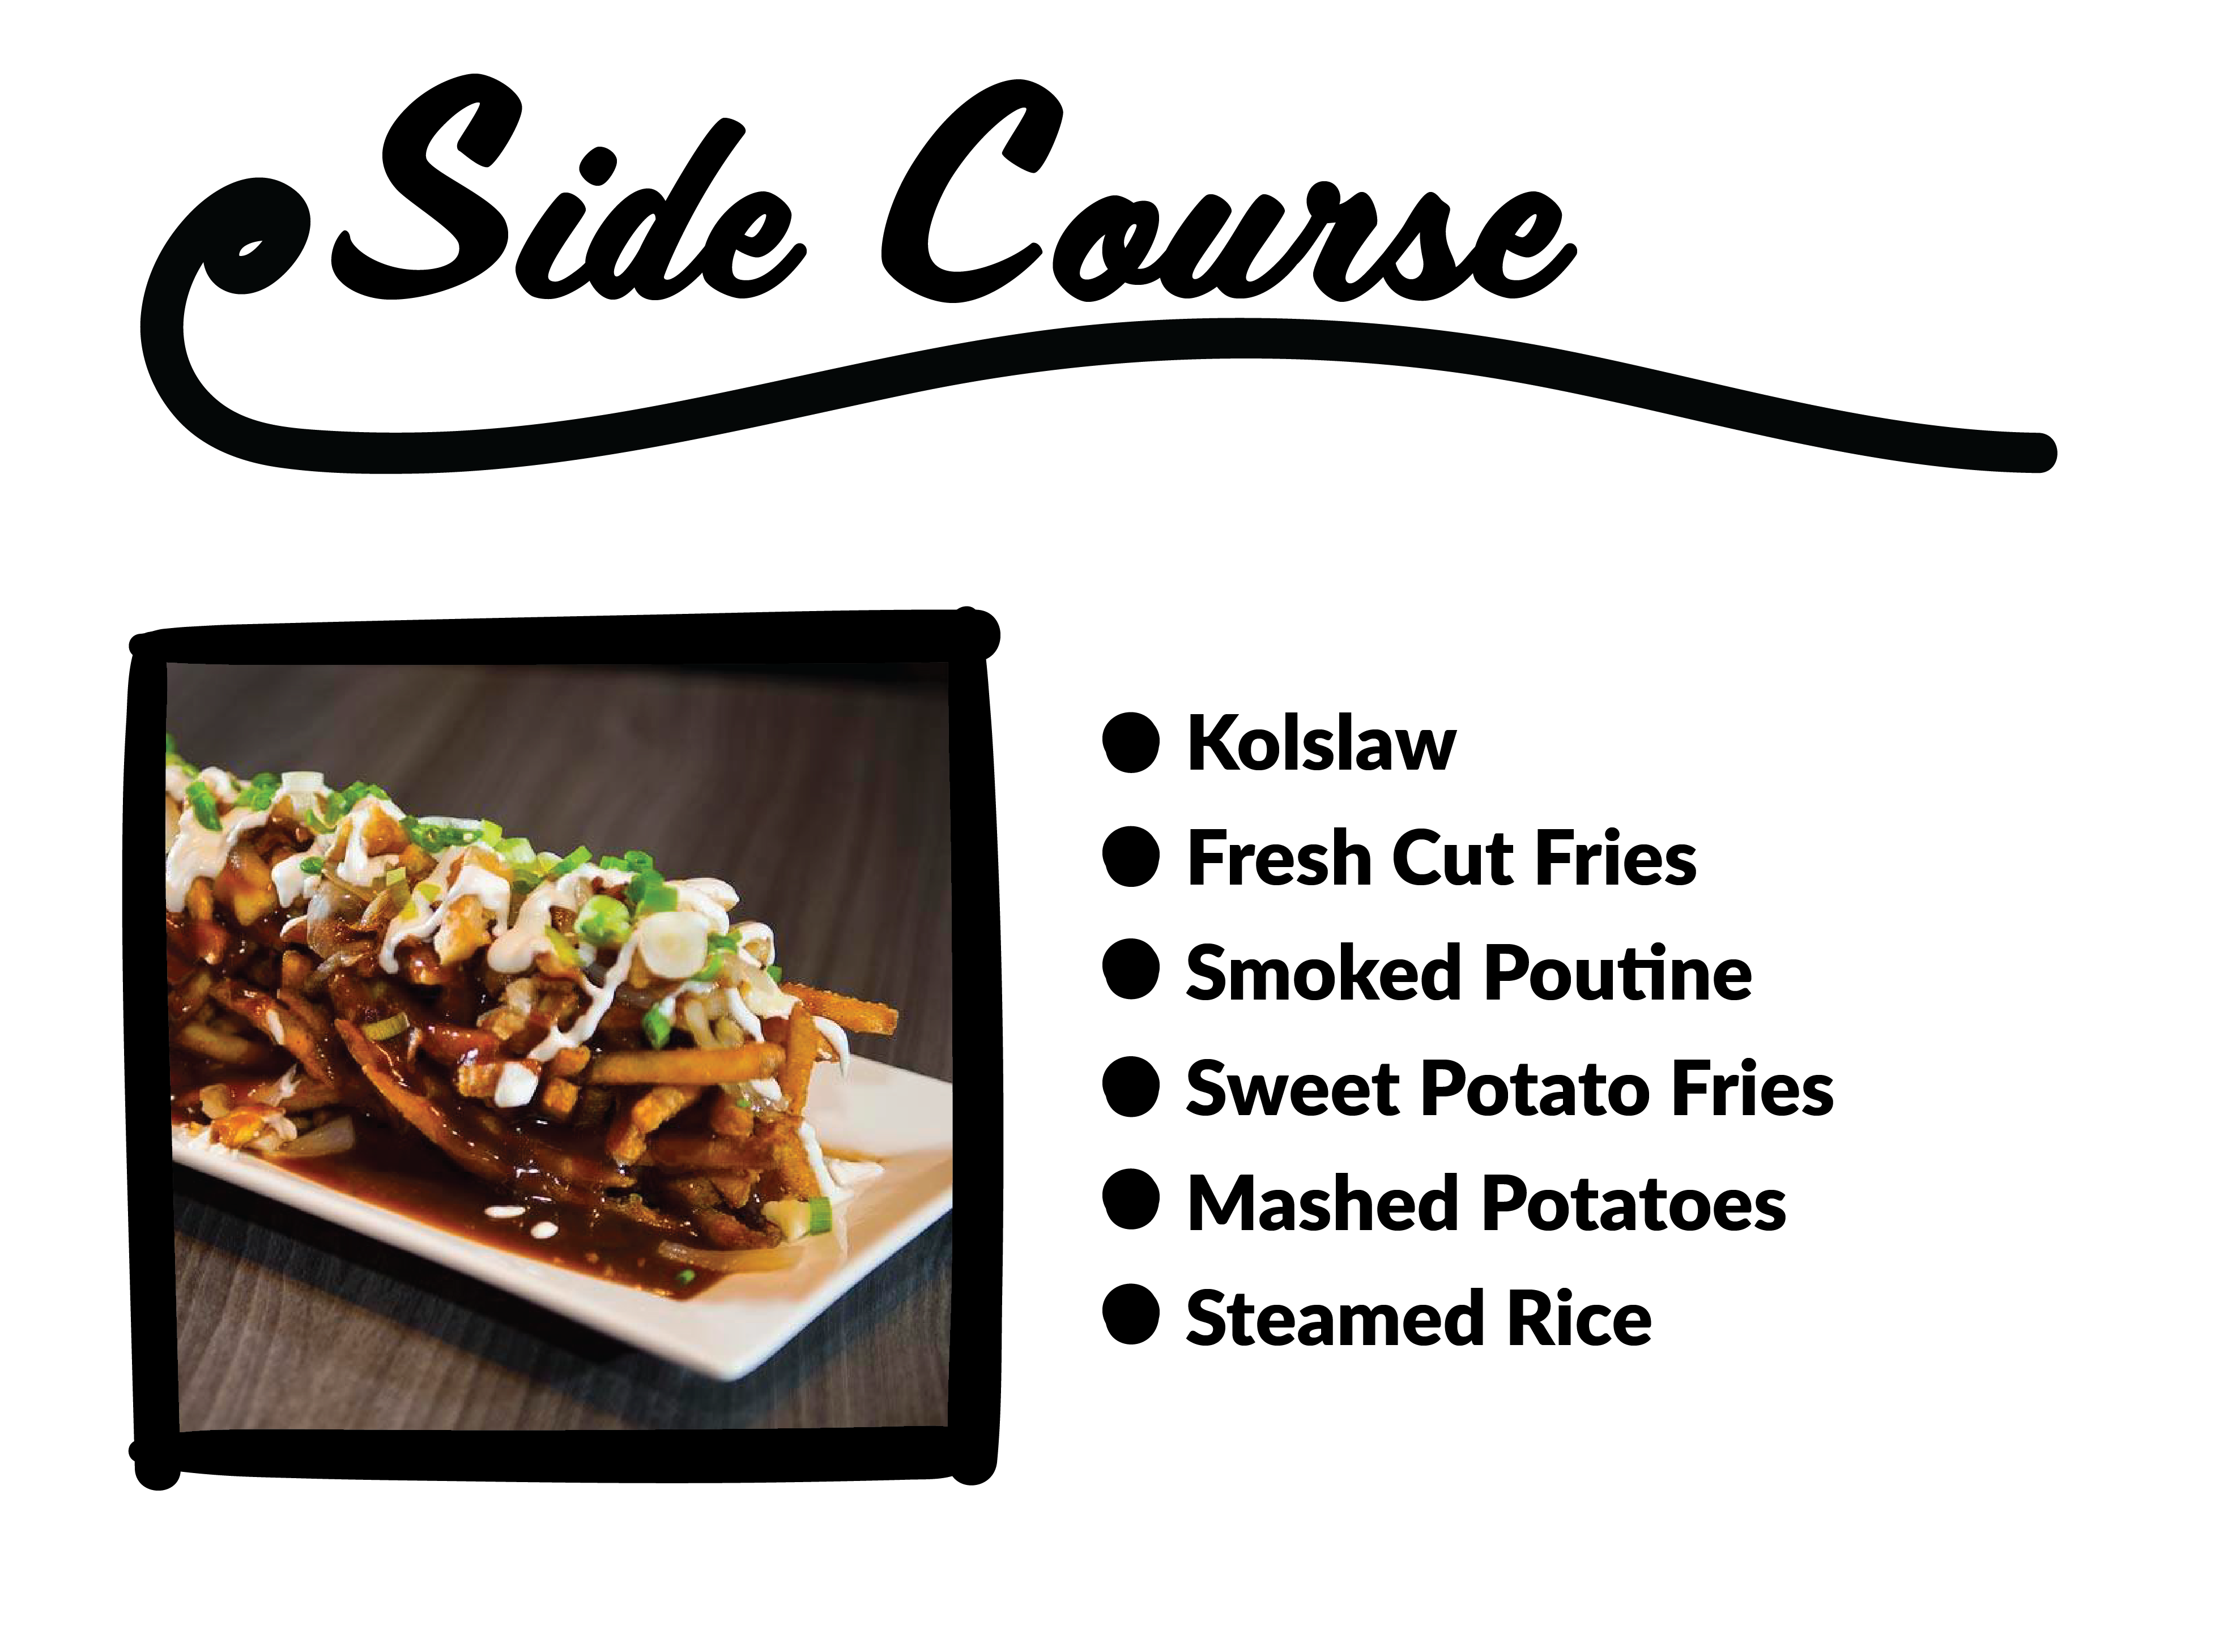 Side Course
Kolslaw
Fresh Cut Fries
Smoked Poutine
Sweet Potato Fries
Mashed Potatoes
Steamed Rice